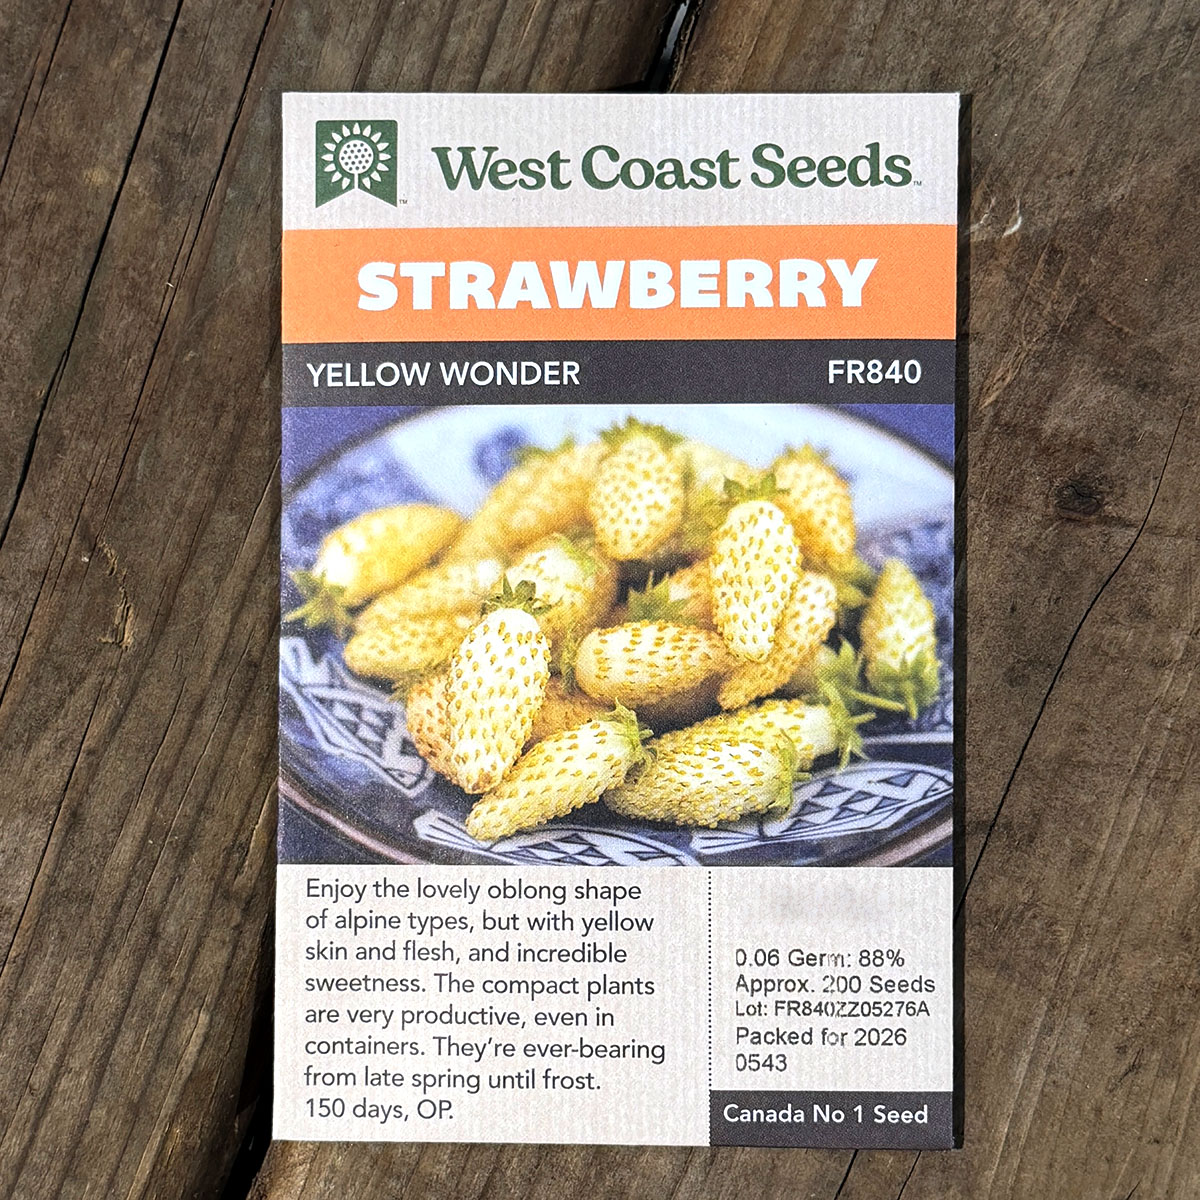 West Coast Seeds™
STRAWBERRY
YELLOW WONDER FR840
Enjoy the lovely oblong shape
of alpine types, but with yellow
skin and flesh, and incredible
sweetness. The compact plants
are very productive, even in
containers. They're ever-bearing
from late spring until frost.
150 days, OP.
0.06 Germ: 88%
Approx. 200 Seeds
Lot: FR840ZZ05276A
Packed for 2026
0543
Canada No 1 Seed